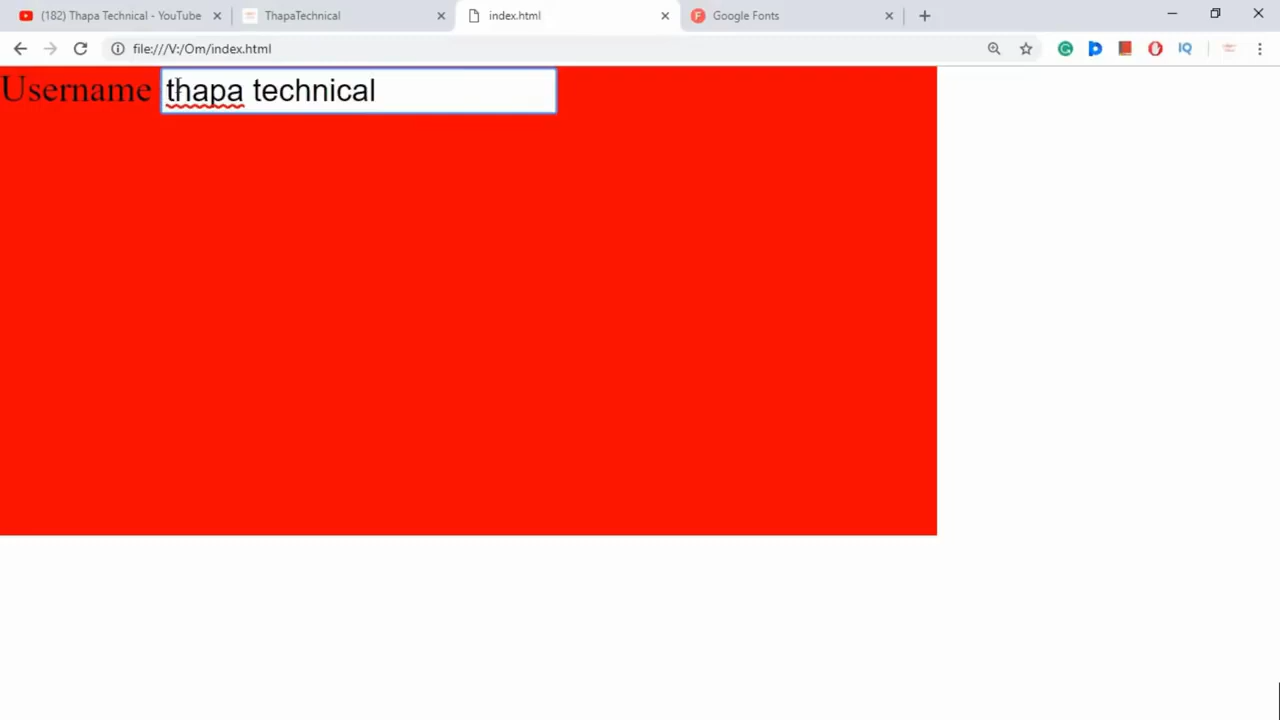 (182) Thapa Technical - YouTube
ThapaTechnical
index.html
Google Fonts
file:///V:/Om/index.html
Username thapa technical